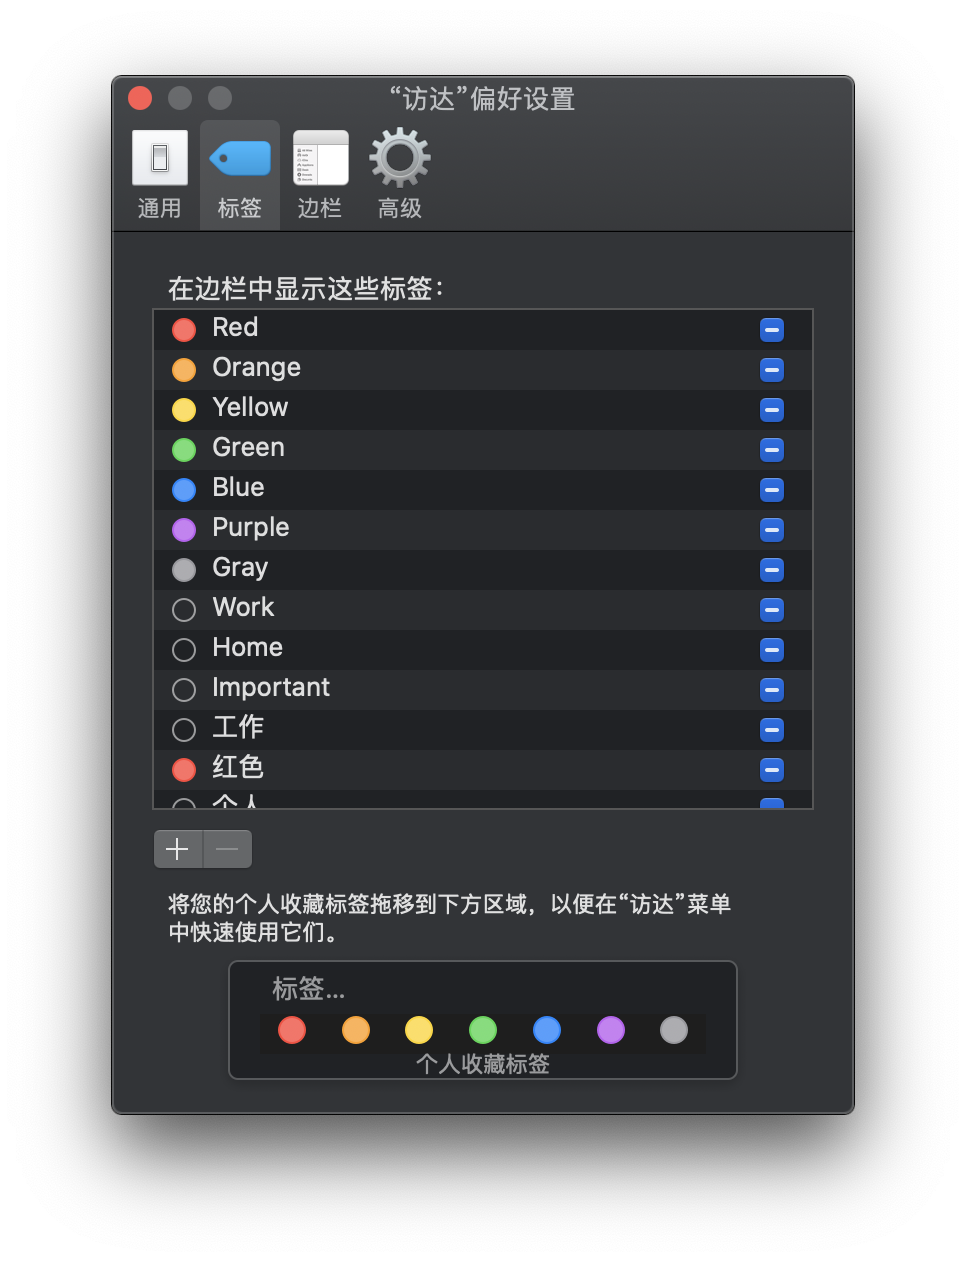 “访达”偏好设置
通用 标签 边栏 高级
在边栏中显示这些标签：
Red
Orange
Yellow
Green
Blue
Purple
Gray
Work
Home
Important
工作
红色
个人
将您的个人收藏标签拖移到下方区域，以便在“访达”菜单
中快速使用它们。
标签...
个人收藏标签